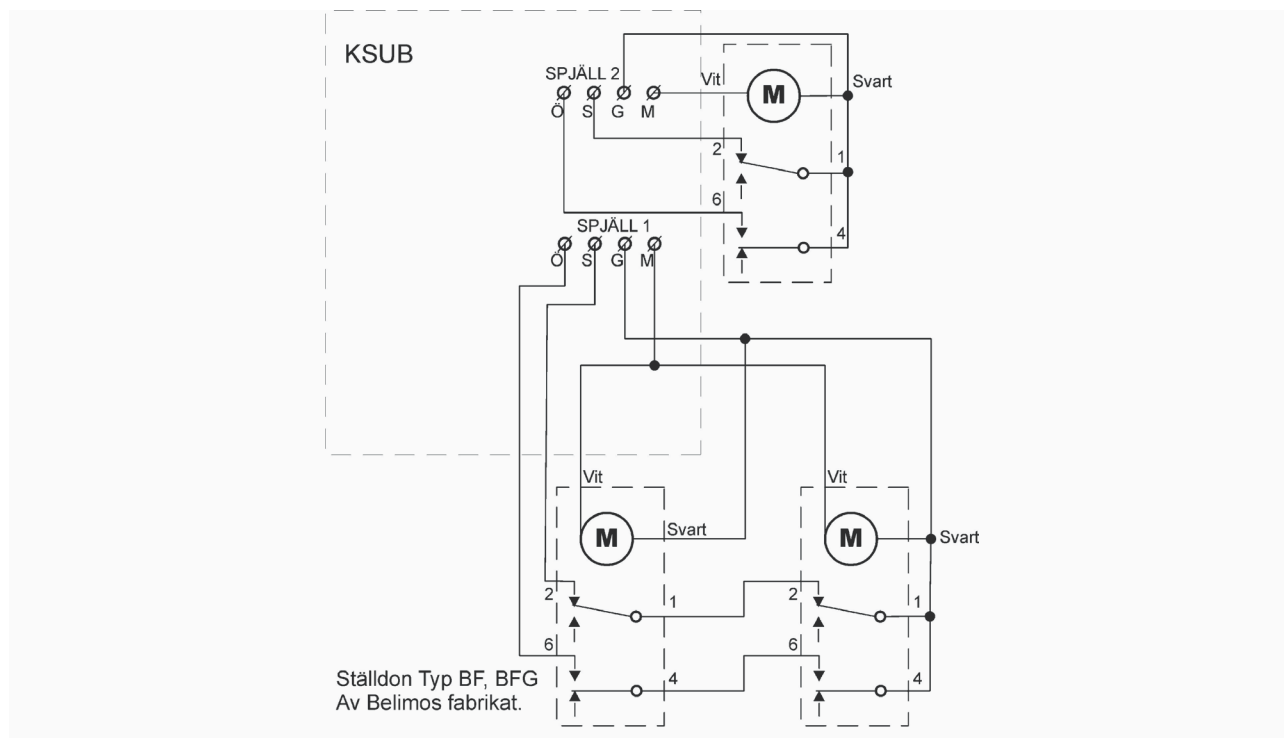 KSUB
SPJÄLL 2
Vit
M
Svart
Ö S G M
2
1
6
4
SPJÄLL 1
Ö S G M
Vit
Vit
M
Svart
M
Svart
2
1
2
1
6
4
6
4
Ställdon Typ BF, BFG
Av Belimos fabrikat.